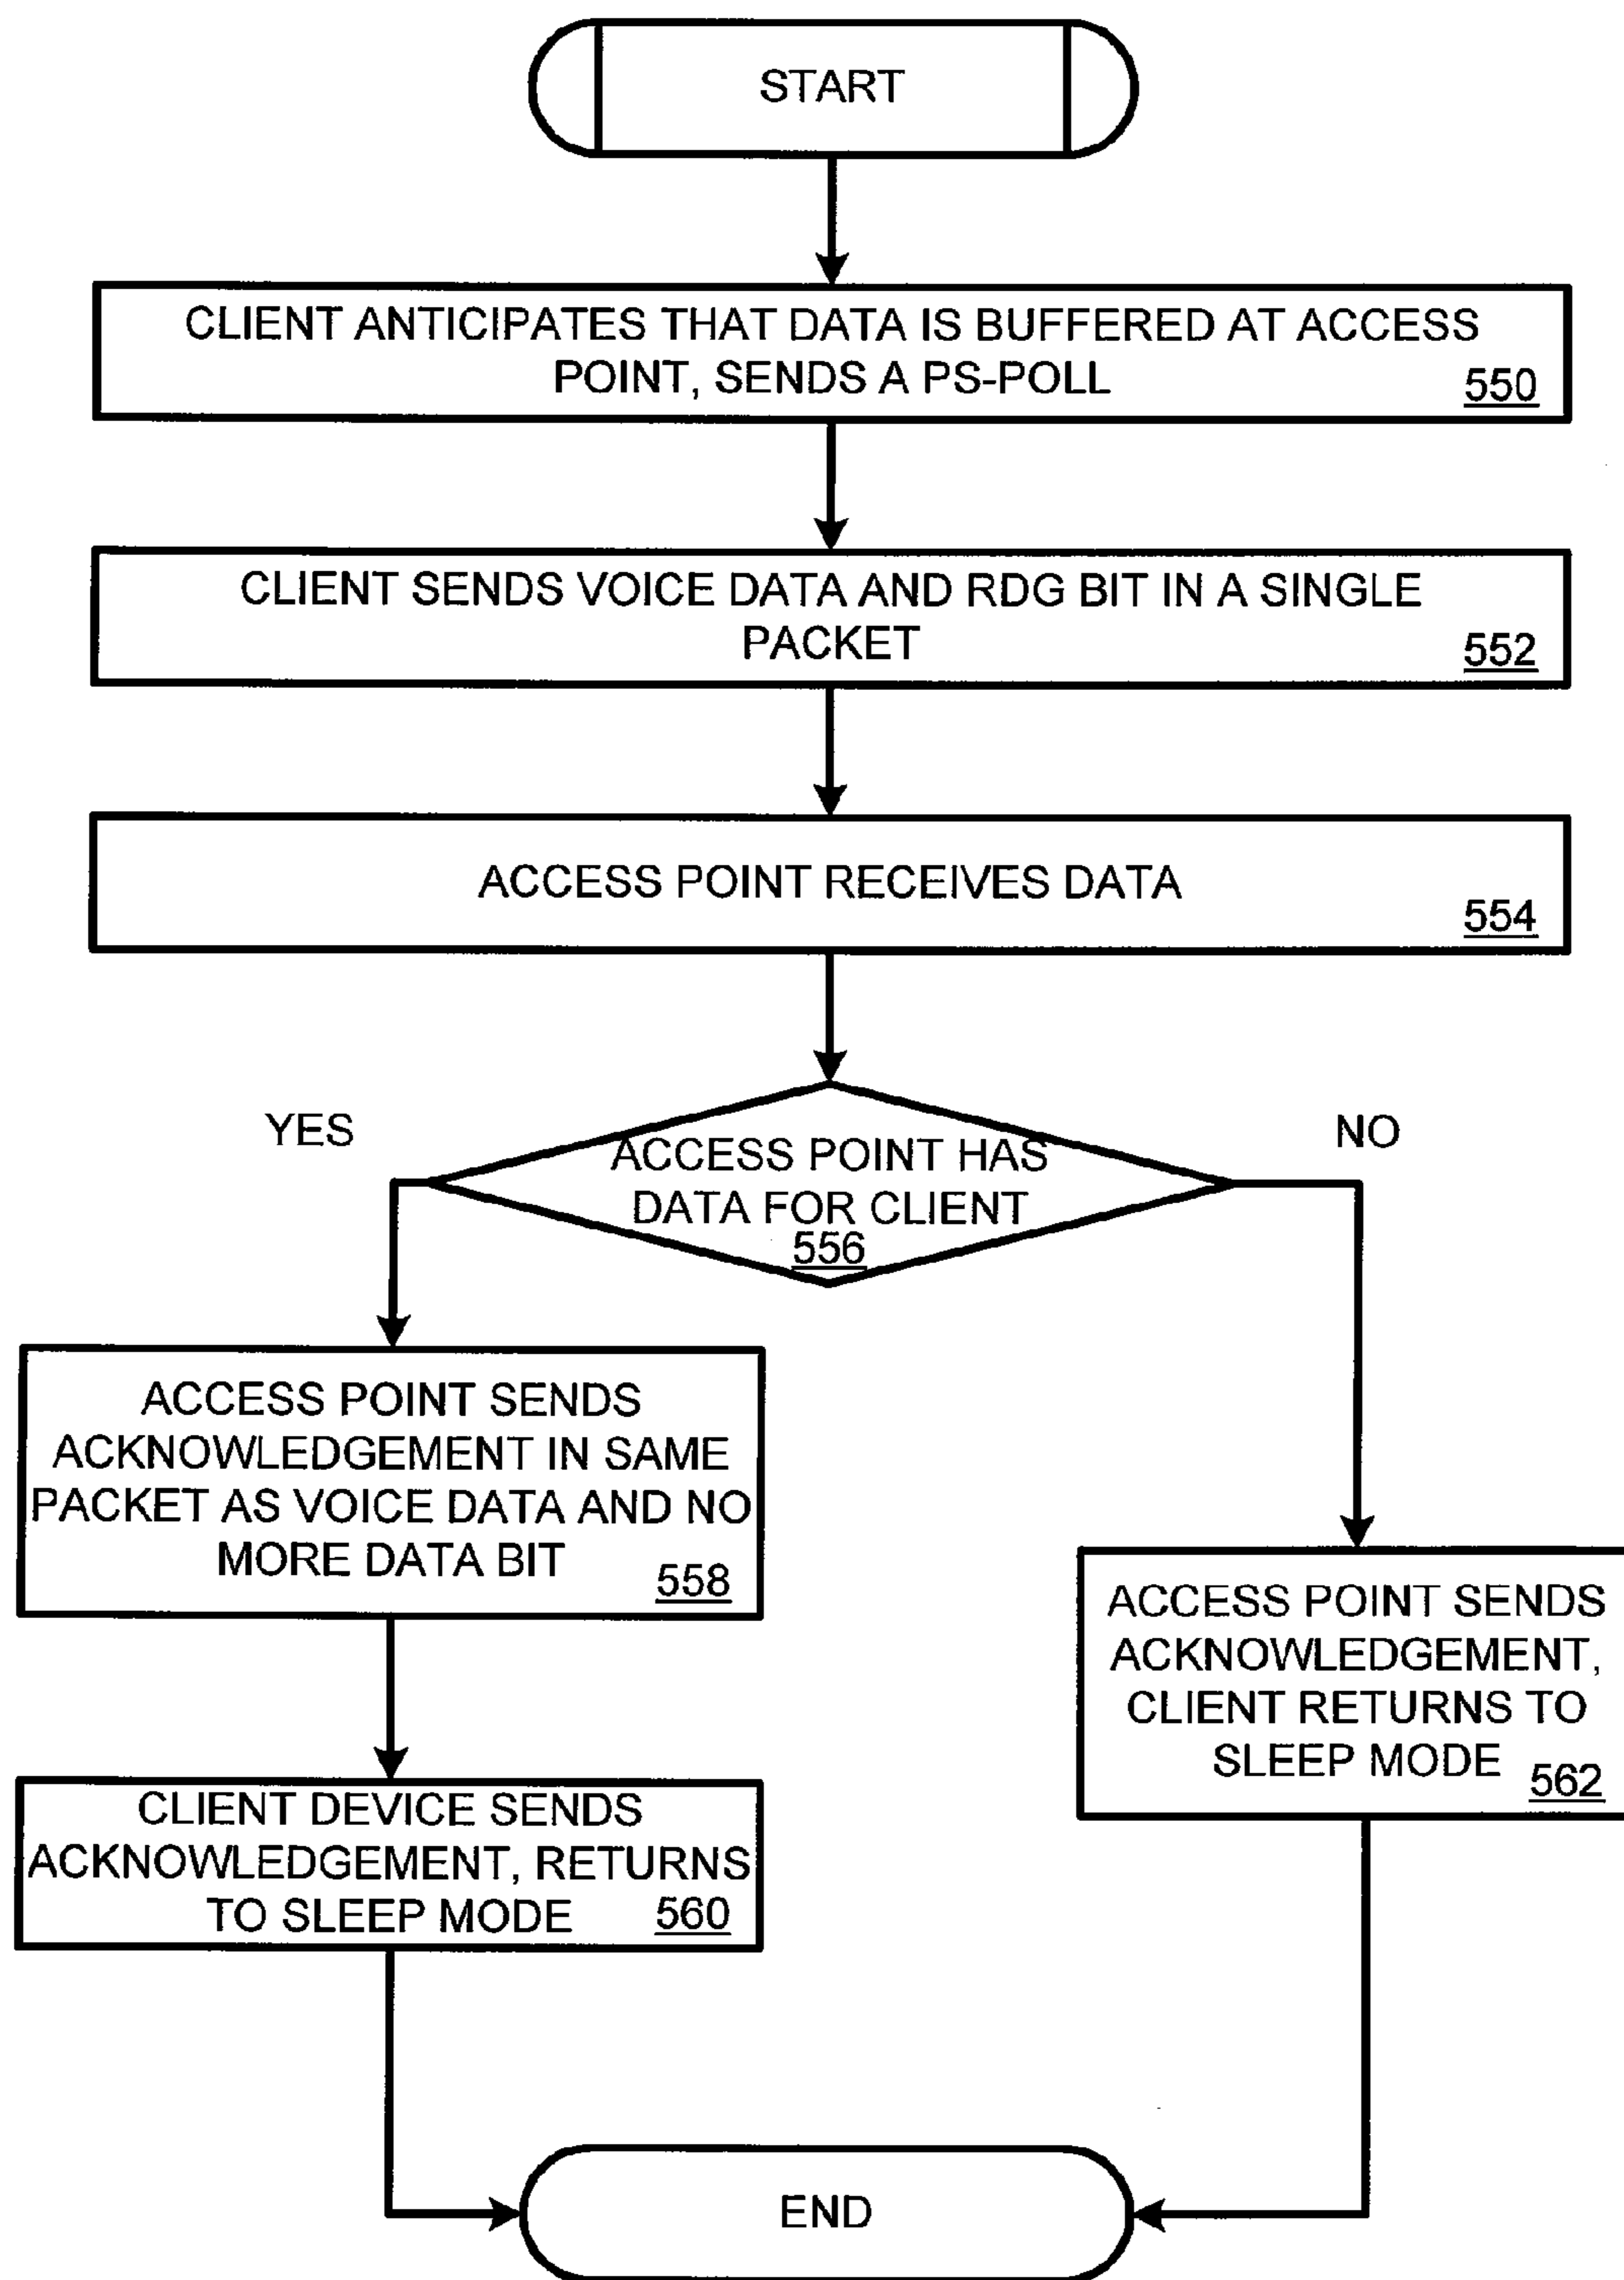 START
CLIENT ANTICIPATES THAT DATA IS BUFFERED AT ACCESS
POINT, SENDS A PS-POLL
550
CLIENT SENDS VOICE DATA AND RDG BIT IN A SINGLE
PACKET
552
ACCESS POINT RECEIVES DATA
554
YES
NO
ACCESS POINT HAS
DATA FOR CLIENT
556
ACCESS POINT SENDS
ACKNOWLEDGEMENT IN SAME
PACKET AS VOICE DATA AND NO
MORE DATA BIT
558
CLIENT DEVICE SENDS
ACKNOWLEDGEMENT, RETURNS
TO SLEEP MODE
560
ACCESS POINT SENDS
ACKNOWLEDGEMENT,
CLIENT RETURNS TO
SLEEP MODE
562
END